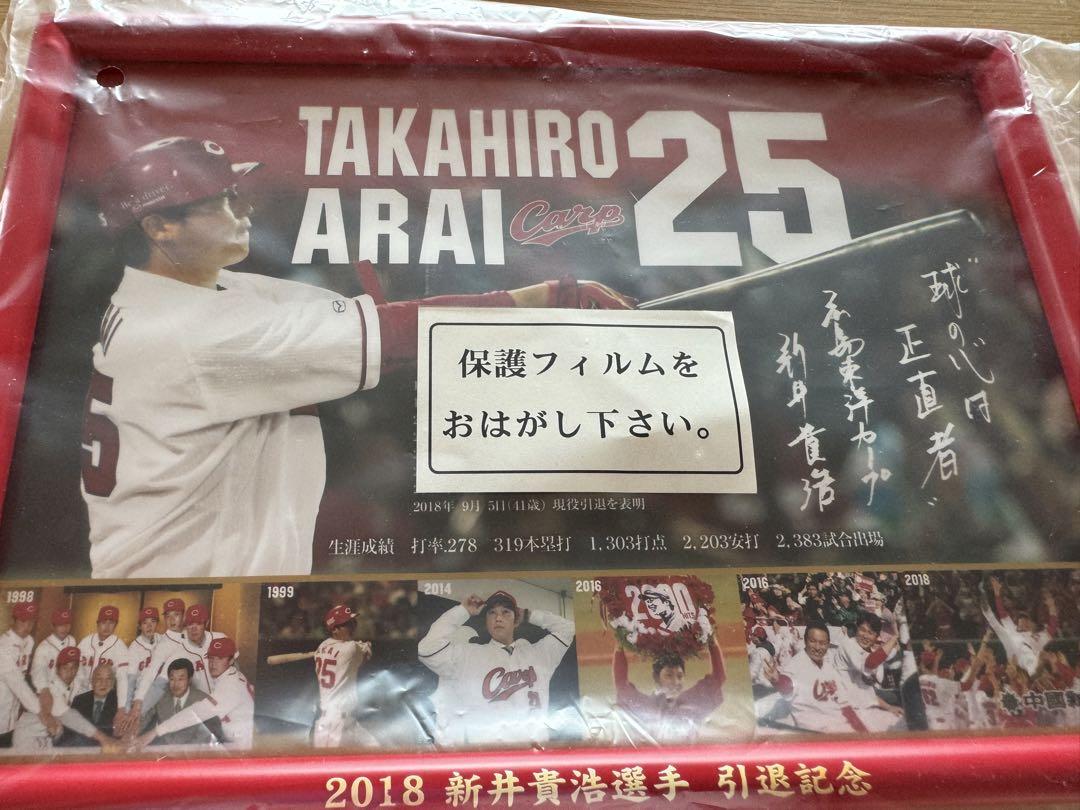 TAKAHIRO
ARAI
Carp
25
"球の心は
正直者"
広島東洋カープ
新井貴浩
保護フィルムを
おはがし下さい。
2018年 9月 5日(41歳) 現役引退を表明
生涯成績 打率.278 319本塁打 1,303打点 2,203安打 2,383試合出場
1998
1999
2014
2016
2016
2018
ARAI
25
Carp
2018 新井貴浩選手 引退記念